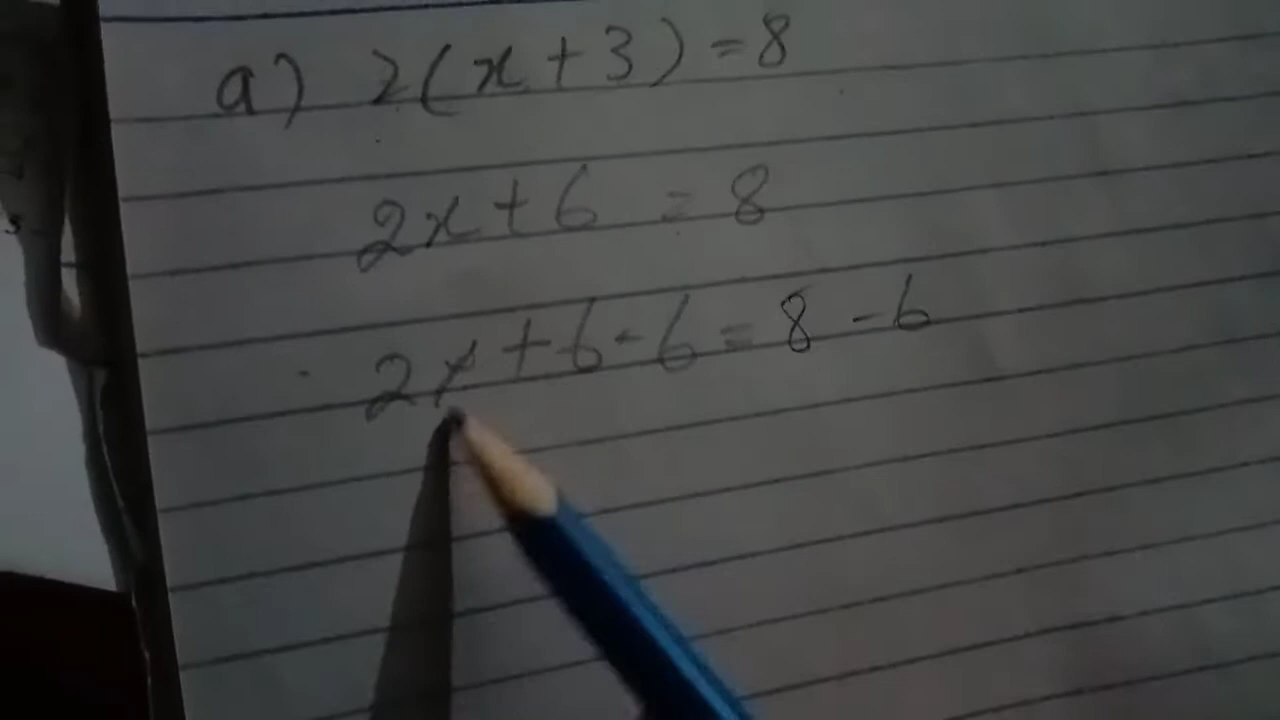 a) 2(x+3)=8
2x+6 = 8
2x+6-6=8-6